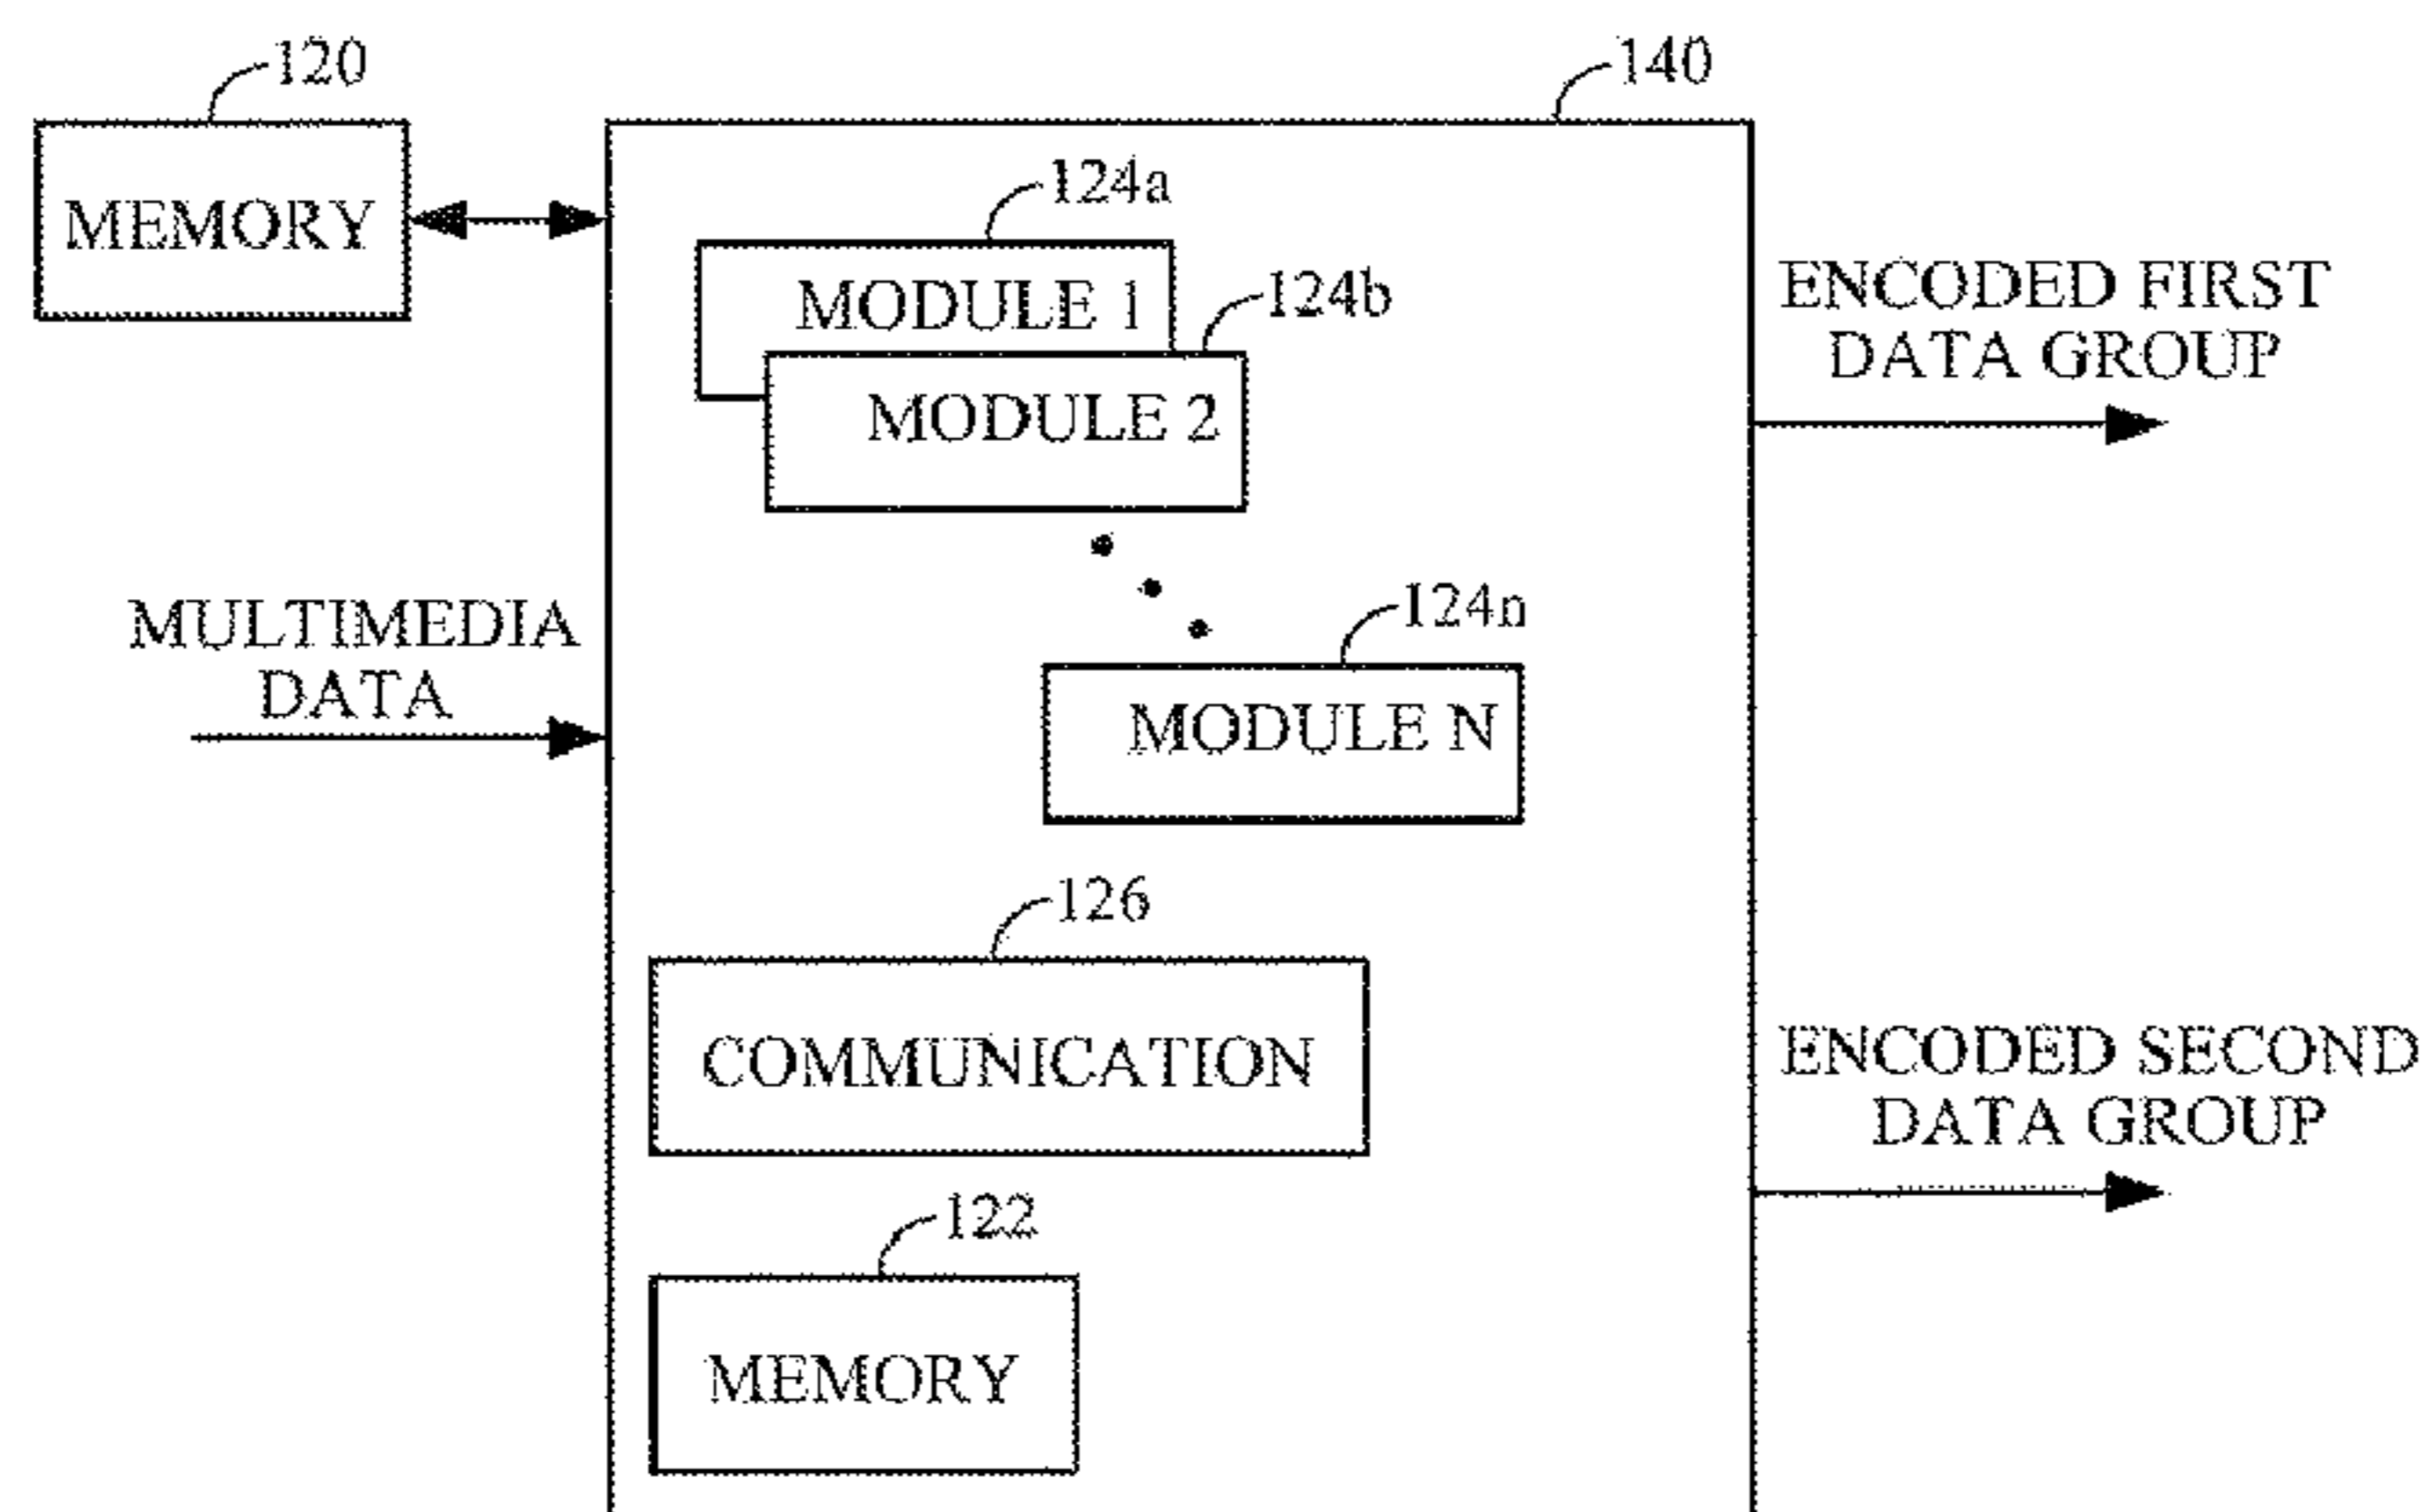 120
140
MEMORY
124a
MODULE 1
124b
MODULE 2
ENCODED FIRST
DATA GROUP
MULTIMEDIA
DATA
124n
MODULE N
126
COMMUNICATION
ENCODED SECOND
DATA GROUP
122
MEMORY